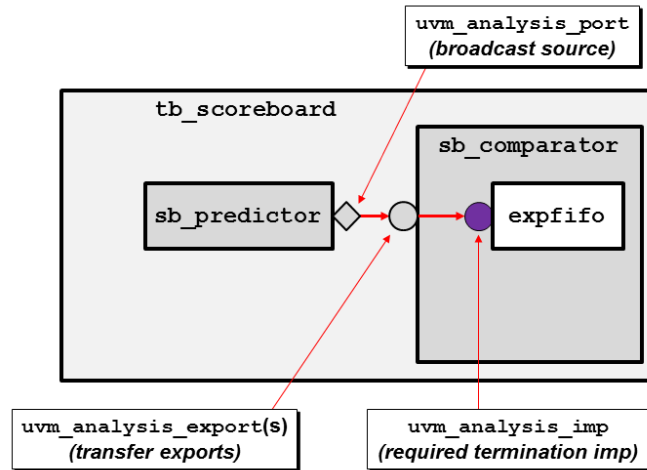 uvm_analysis_port
(broadcast source)
tb_scoreboard
sb_comparator
sb_predictor
expfifo
uvm_analysis_export(s)
(transfer exports)
uvm_analysis_imp
(required termination imp)